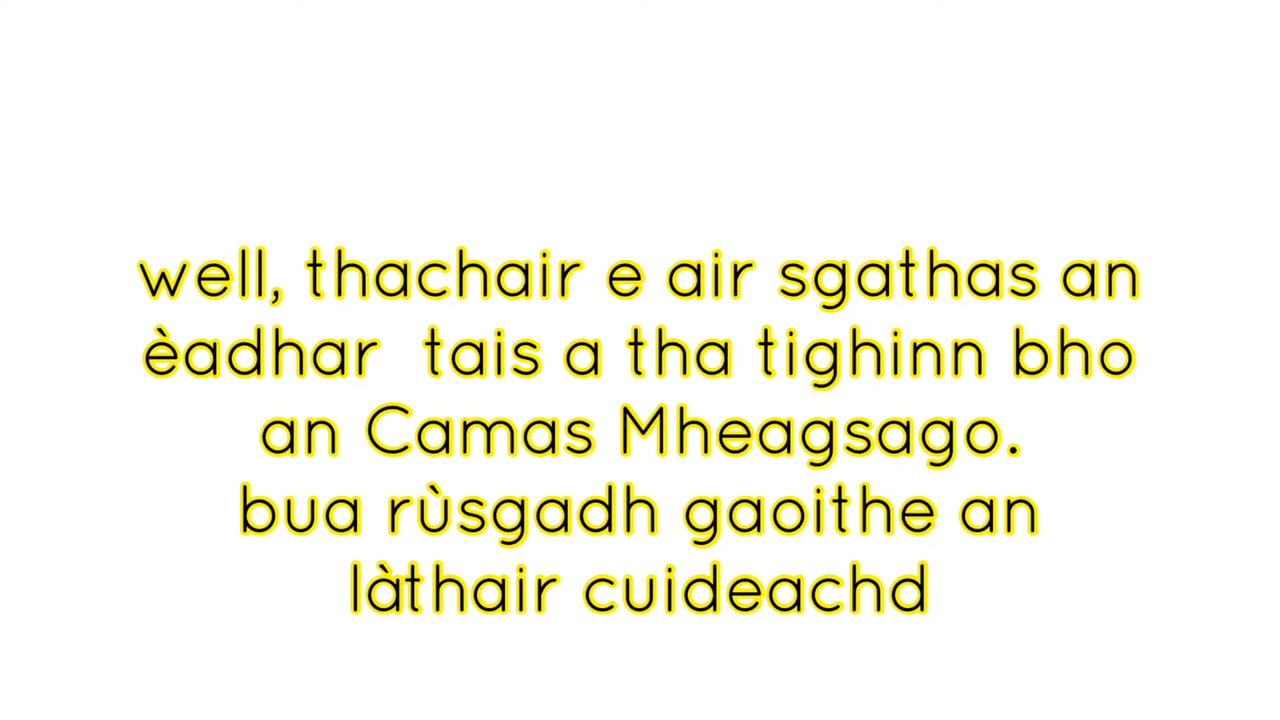 well, thachair e air sgathas an
èadhar tais a tha tighinn bho
an Camas Mheagsago.
bua rùsgadh gaoithe an
làthair cuideachd